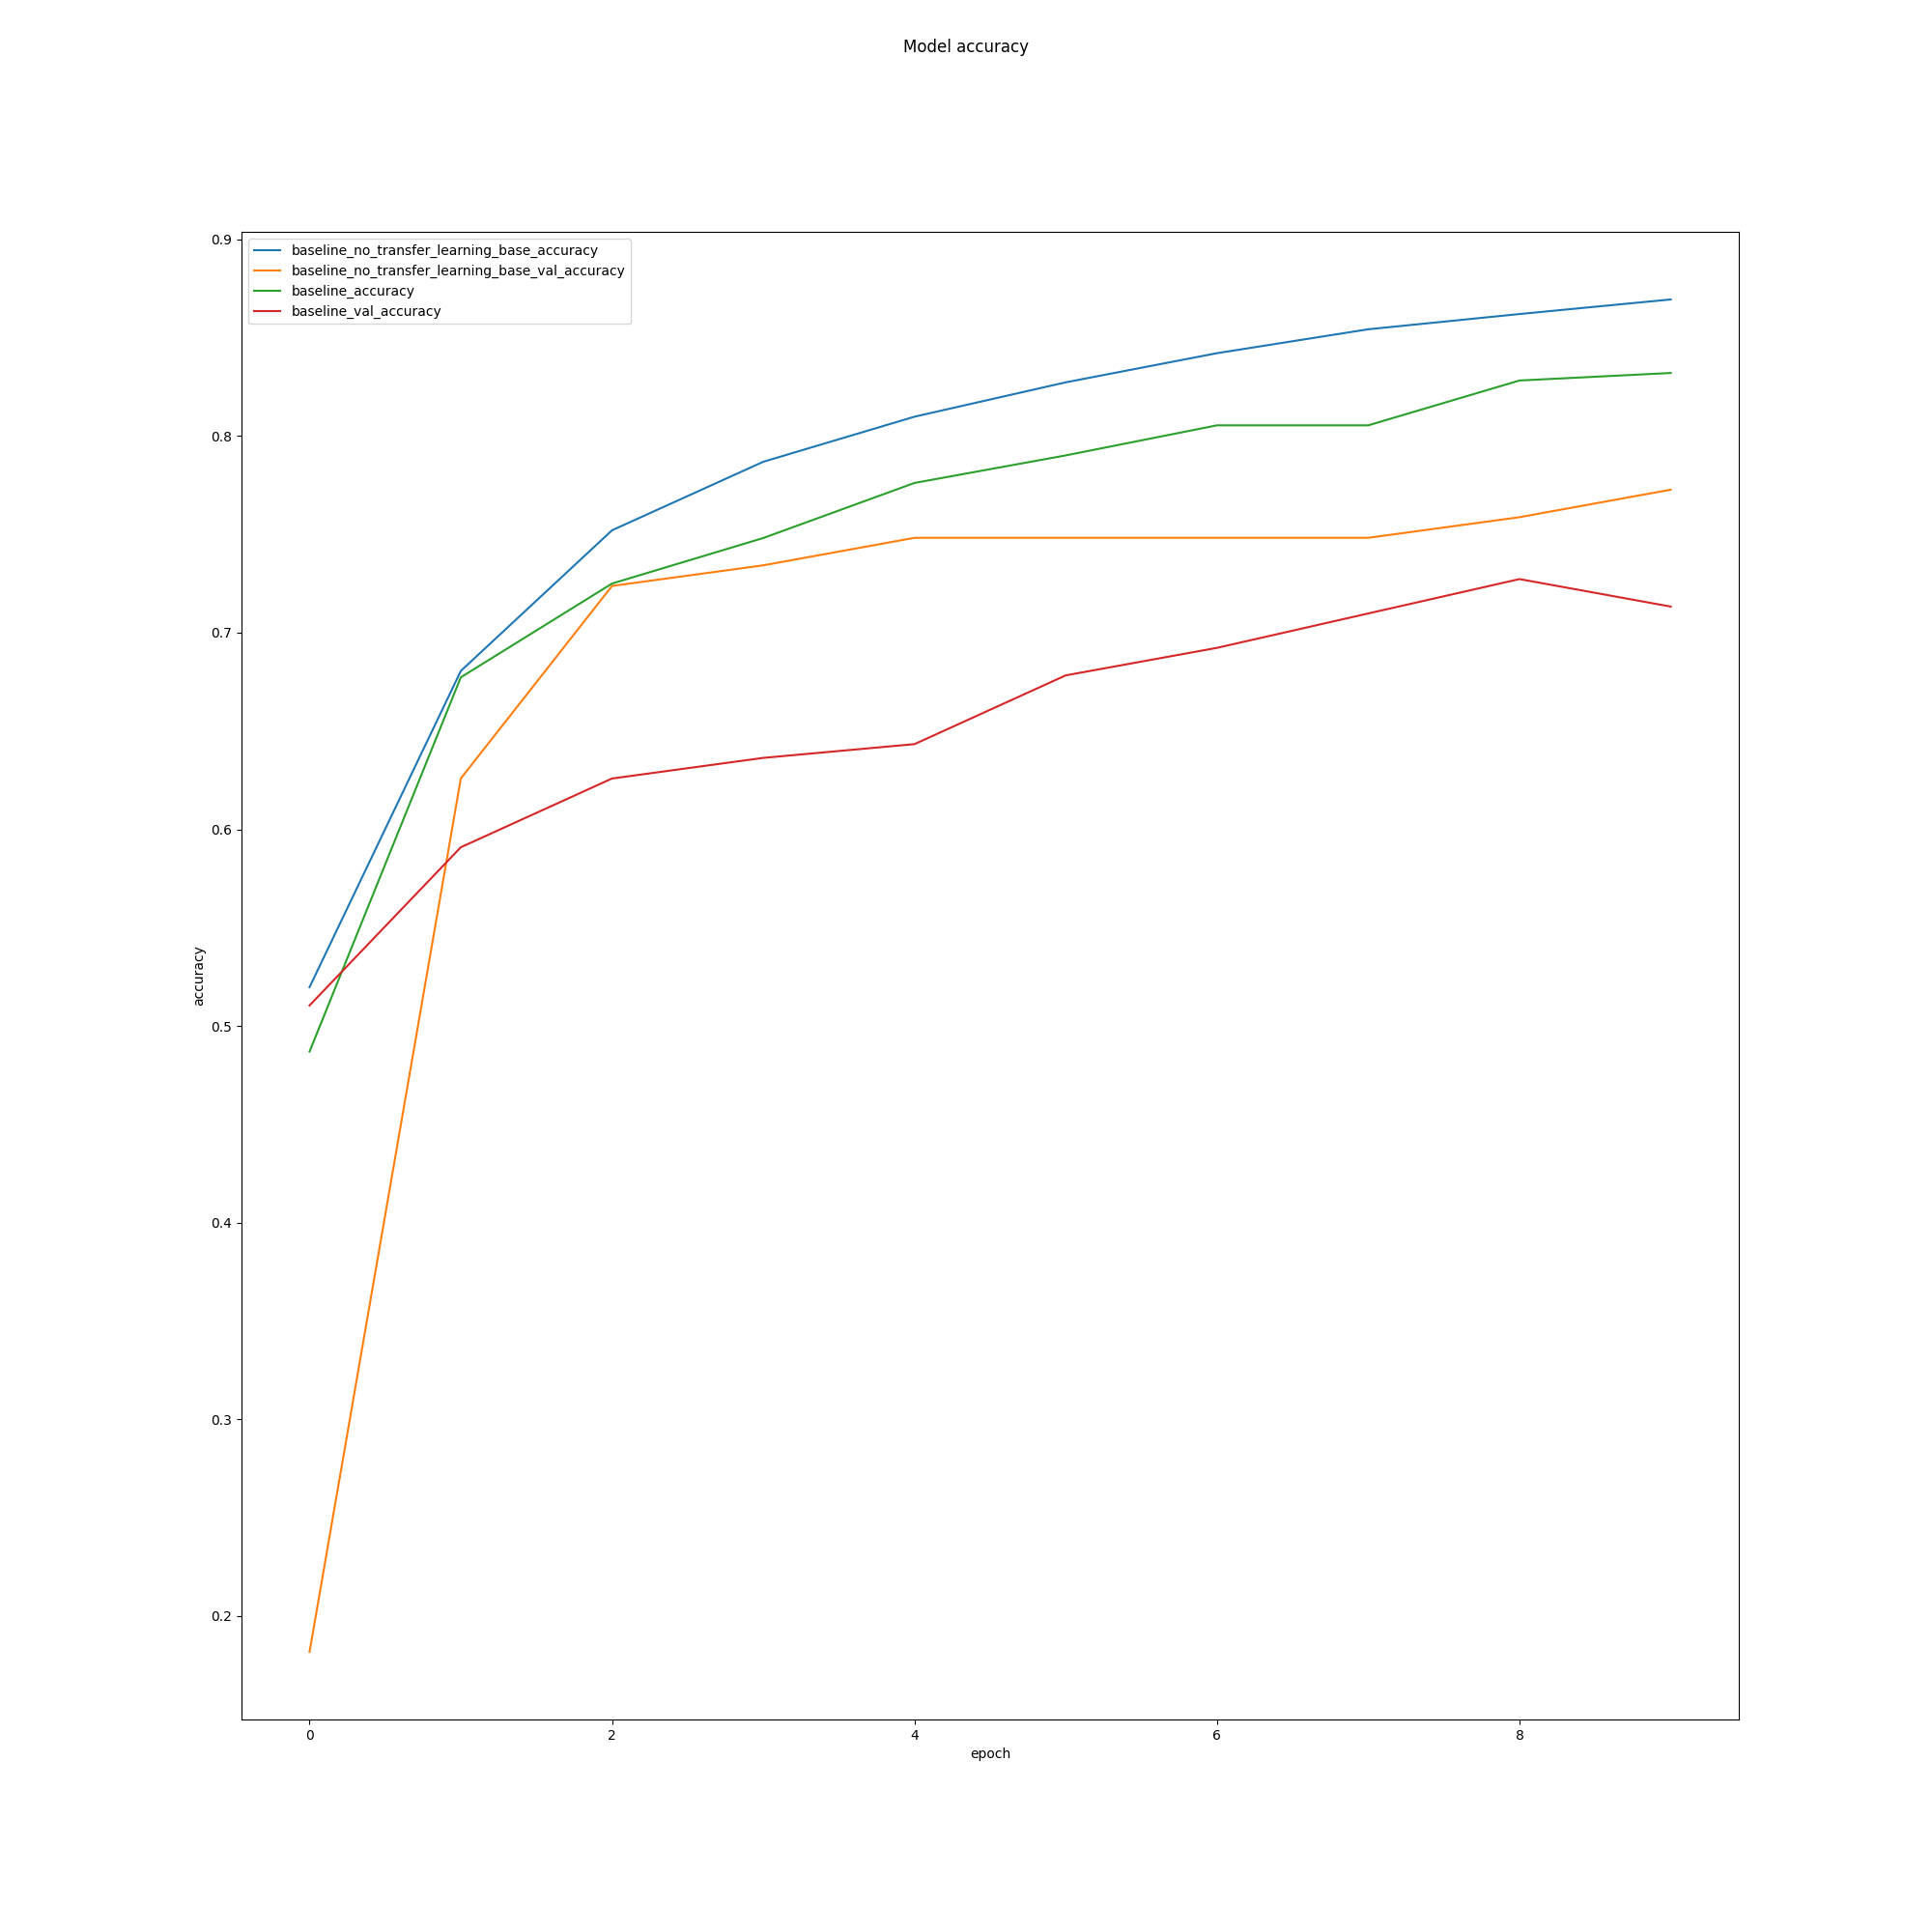 Model accuracy
baseline_no_transfer_learning_base_accuracy
baseline_no_transfer_learning_base_val_accuracy
baseline_accuracy
baseline_val_accuracy
0.9
0.8
0.7
0.6
0.5
0.4
0.3
0.2
accuracy
0 2 4 6 8
epoch